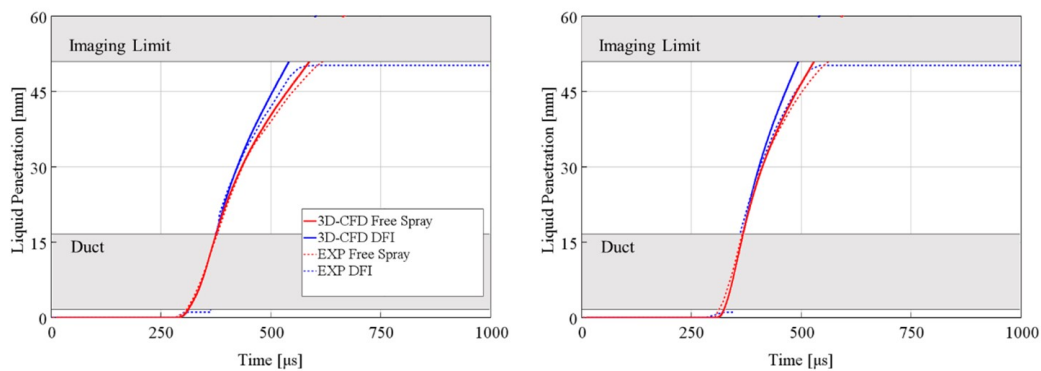 60
45
30
15
0
Liquid Penetration [mm]
Imaging Limit
Duct
3D-CFD Free Spray
3D-CFD DFI
EXP Free Spray
EXP DFI
0
250
500
750
1000
Time [μs]
60
45
30
15
0
Liquid Penetration [mm]
Imaging Limit
Duct
0
250
500
750
1000
Time [μs]